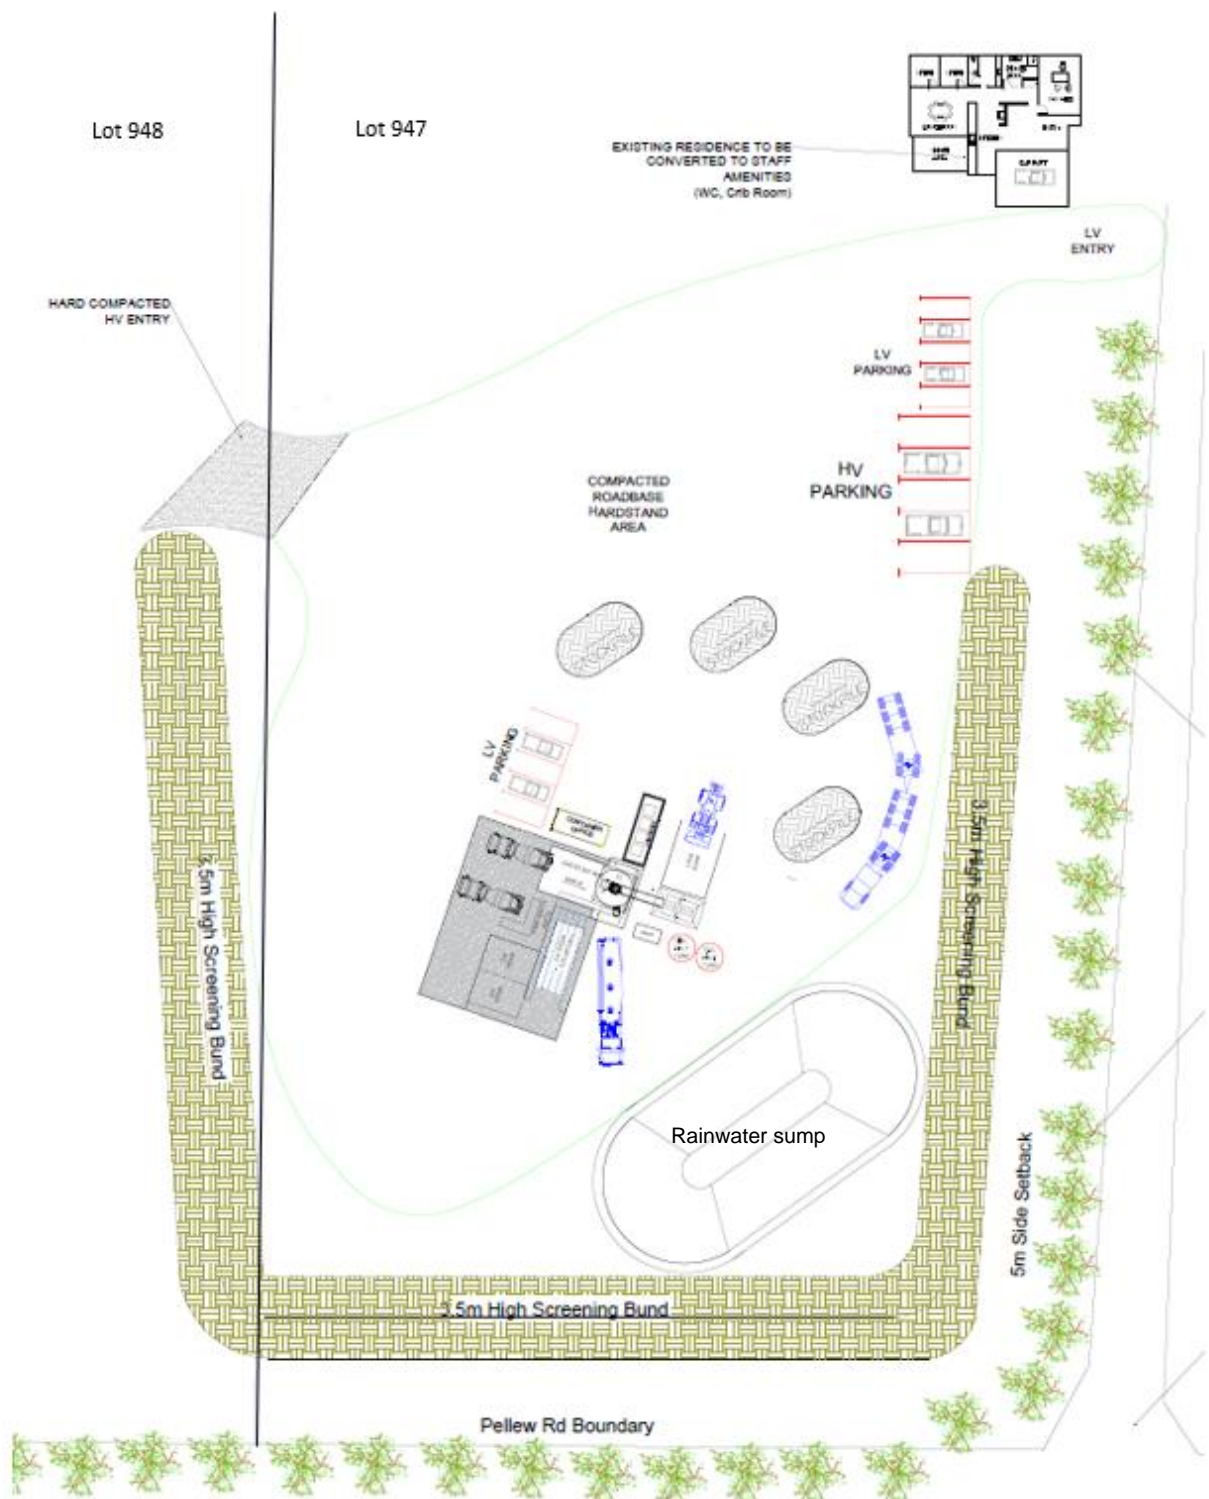 Lot 948
Lot 947
EXISTING RESIDENCE TO BE
CONVERTED TO STAFF
AMENITIES
(WC, Crib Room)
LV
ENTRY
HARD COMPACTED
HV ENTRY
LV
PARKING
HV
PARKING
COMPACTED
ROADBASE
HARDSTAND
AREA
LV
PARKING
CONTAINER
OFFICE
3.5m High Screening Bund
3.5m High Screening Bund
Rainwater sump
5m Side Setback
3.5m High Screening Bund
Pellew Rd Boundary